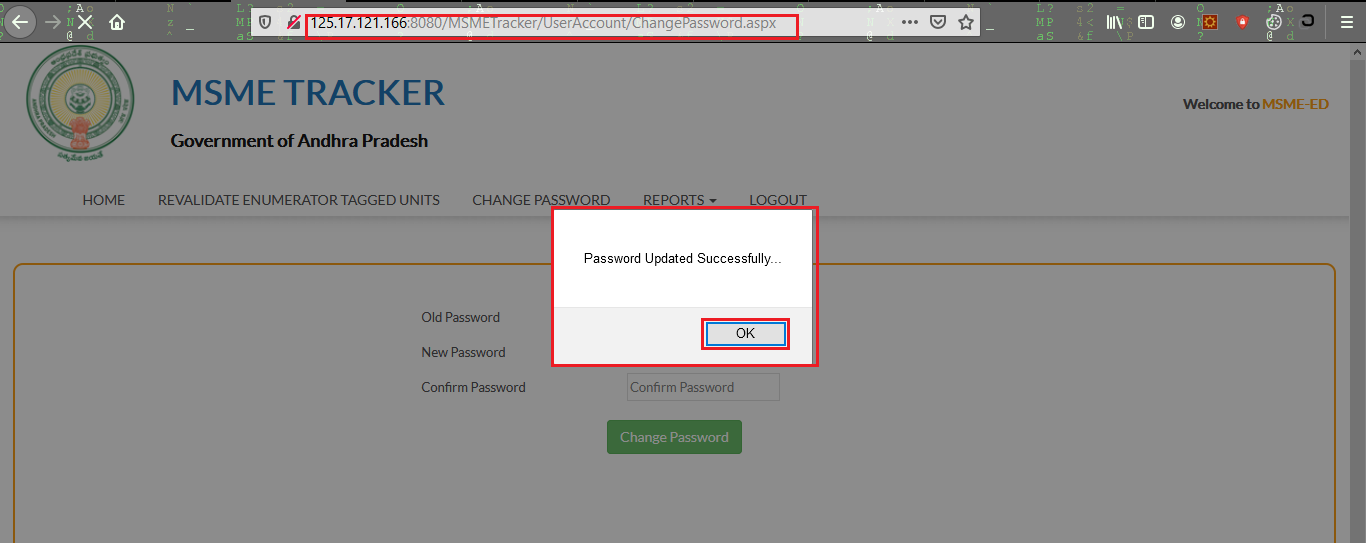 125.17.121.166:8080/MSMETracker/UserAccount/ChangePassword.aspx
MSME TRACKER
Government of Andhra Pradesh
Welcome to MSME-ED
HOME REVALIDATE ENUMERATOR TAGGED UNITS CHANGE PASSWORD REPORTS LOGOUT
Password Updated Successfully...
OK
Old Password
New Password
Confirm Password Confirm Password
Change Password